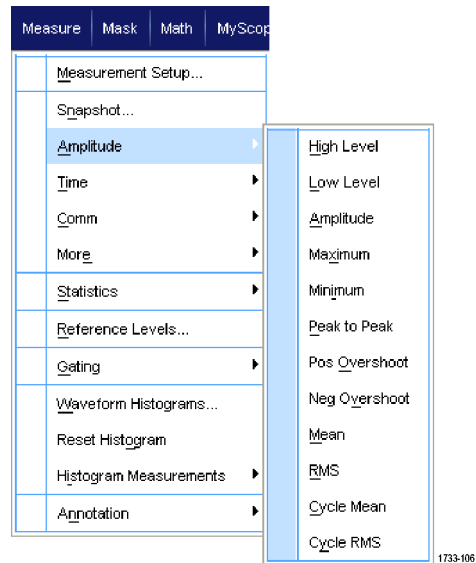 Measure Mask Math MyScop
Measurement Setup...
Snapshot...
Amplitude
Time
Comm
More
Statistics
Reference Levels...
Gating
Waveform Histograms...
Reset Histogram
Histogram Measurements
Annotation
High Level
Low Level
Amplitude
Maximum
Minimum
Peak to Peak
Pos Overshoot
Neg Overshoot
Mean
RMS
Cycle Mean
Cycle RMS
1733-106